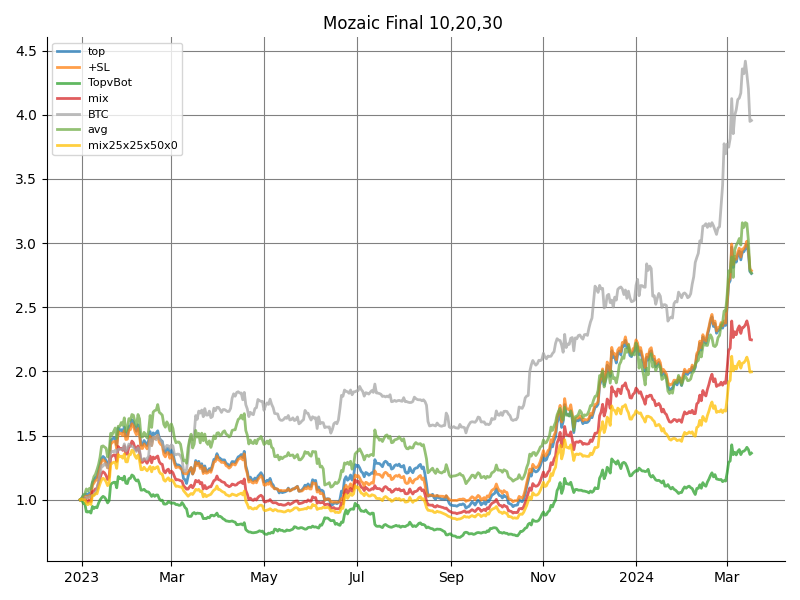 Mozaic Final 10,20,30
top
+SL
TopvBot
mix
BTC
avg
mix25x25x50x0
4.5
4.0
3.5
3.0
2.5
2.0
1.5
1.0
2023 Mar May Jul Sep Nov 2024 Mar